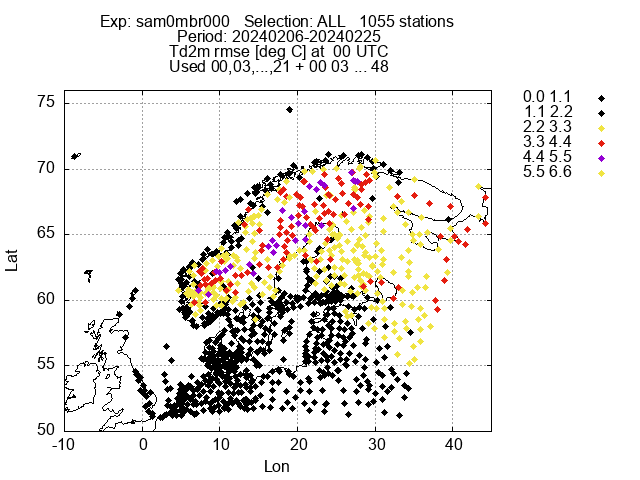 Exp: sam0mbr000   Selection: ALL   1055 stations
Period: 20240206-20240225
Td2m rmse [deg C] at  00 UTC
Used 00,03,...,21 + 00 03 ... 48
0.0 1.1
1.1 2.2
2.2 3.3
3.3 4.4
4.4 5.5
5.5 6.6
75
70
65
60
55
50
Lat
-10 0 10 20 30 40
Lon